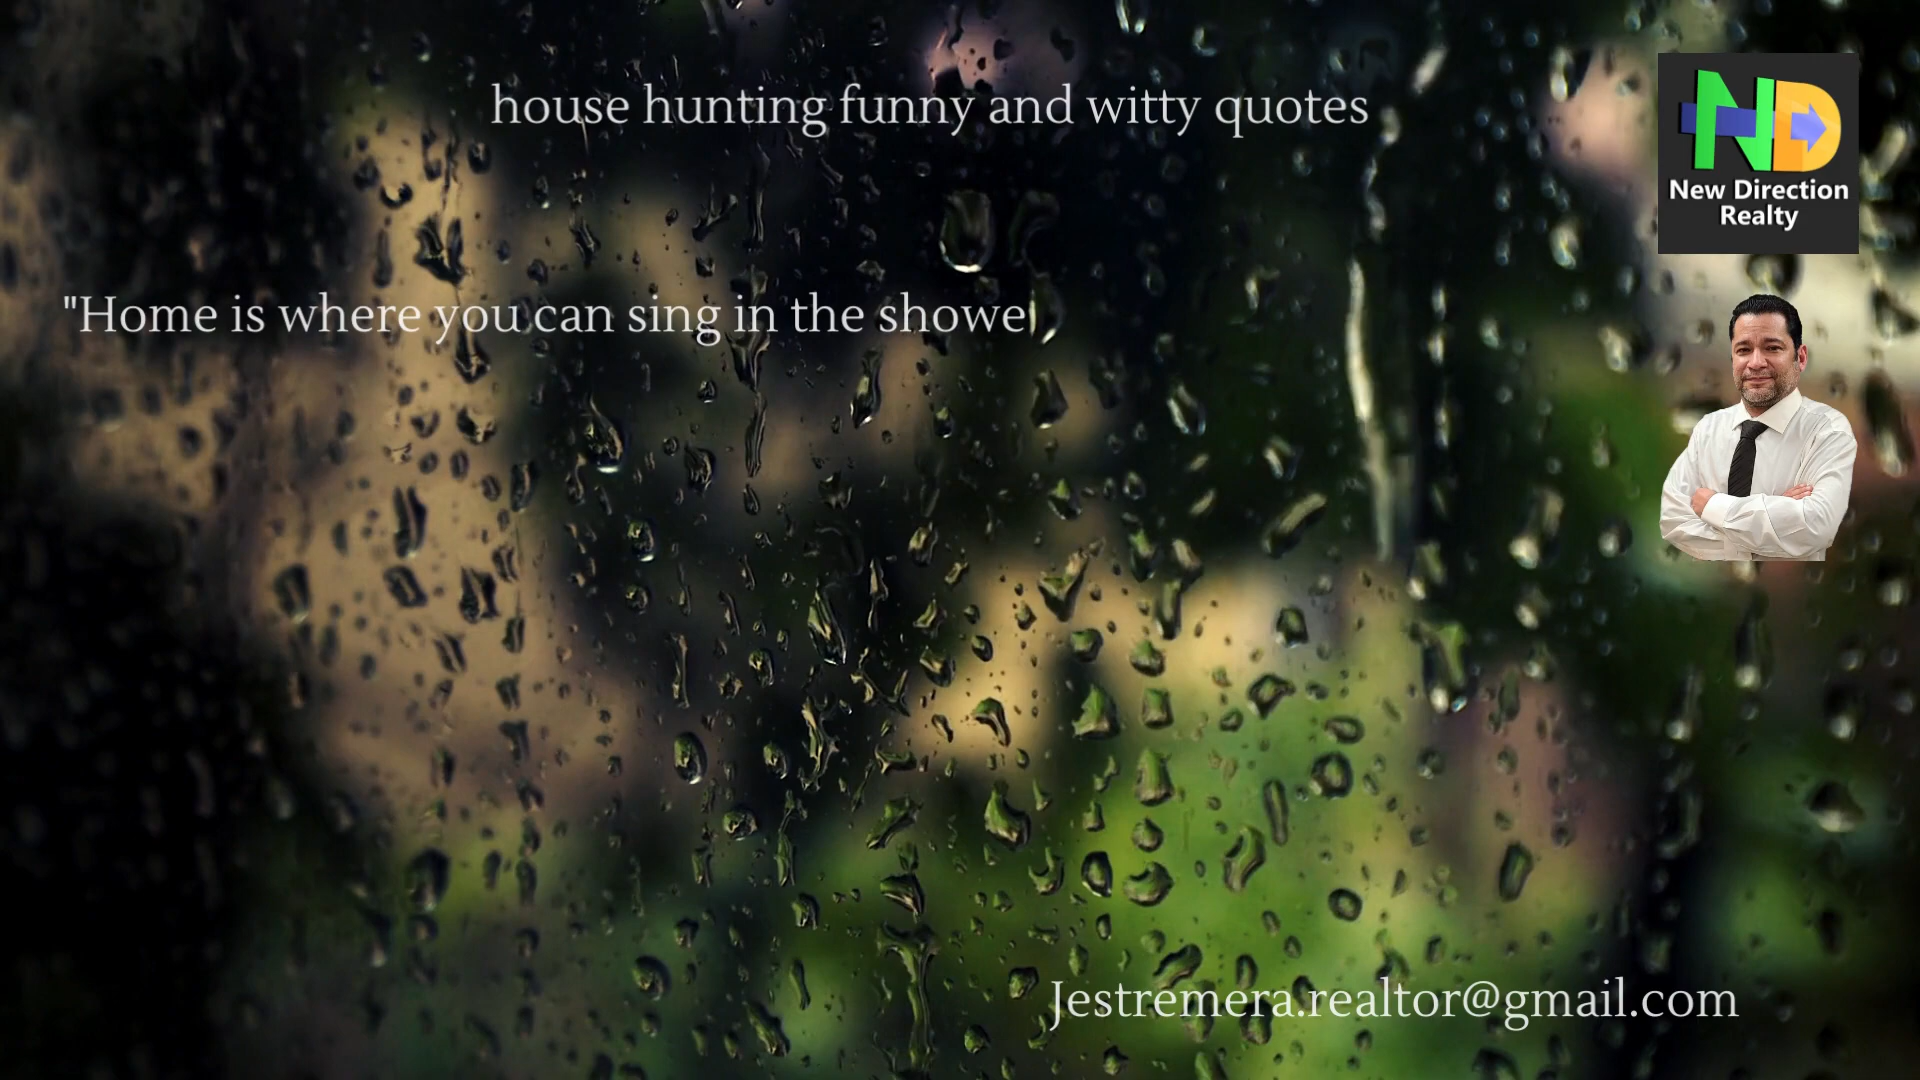 house hunting funny and witty quotes
ND
New Direction
Realty
"Home is where you can sing in the showe
Jestremera.realtor@gmail.com